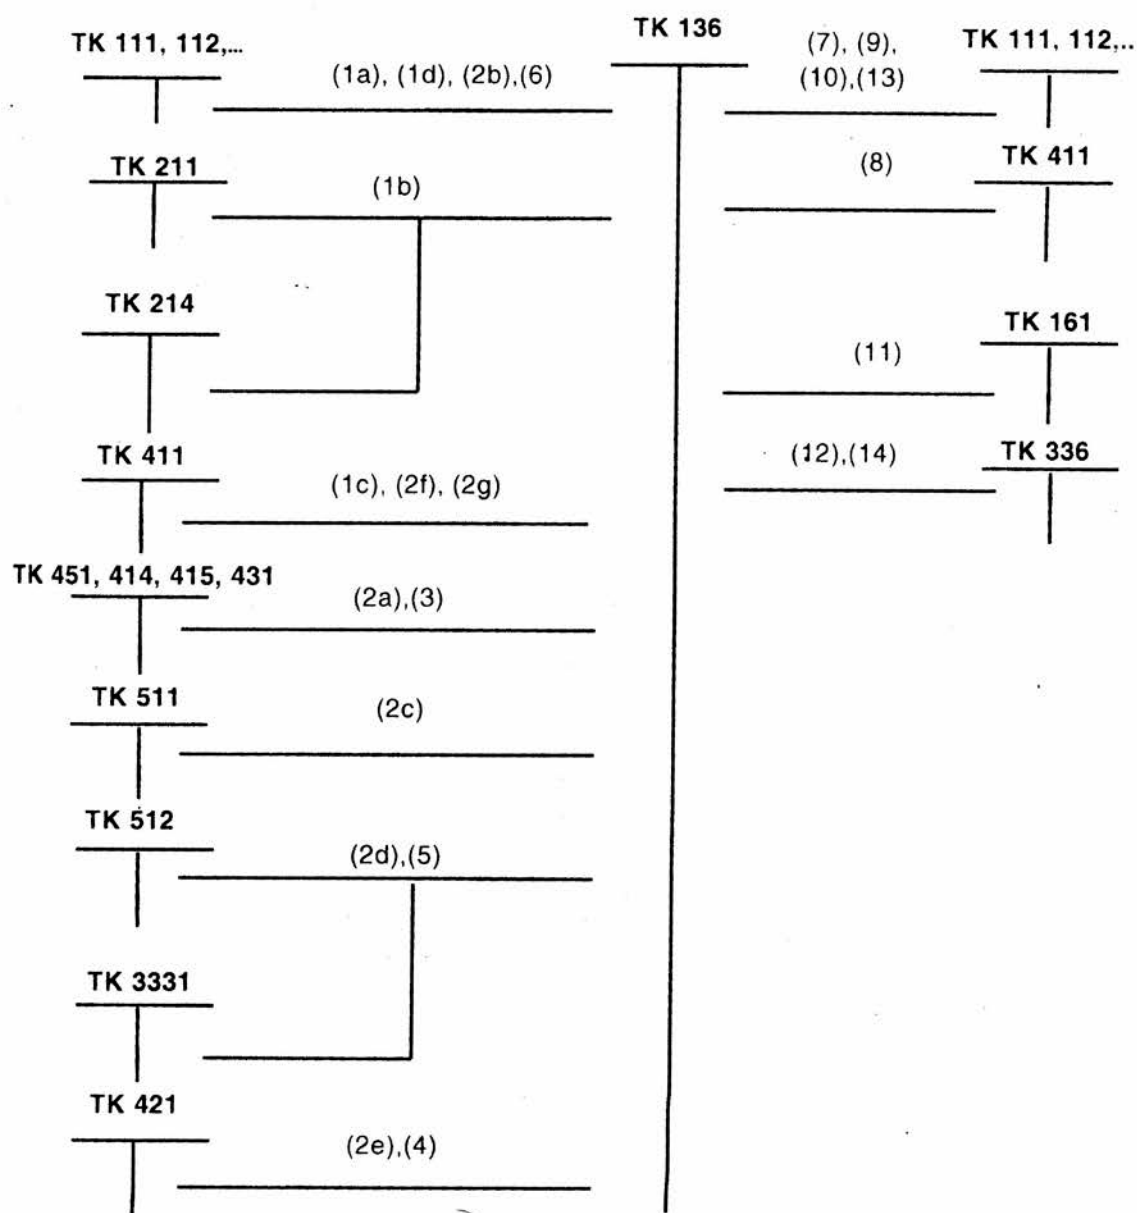 TK 111, 112,...
(1a), (1d), (2b),(6)
TK 211
(1b)
TK 214
TK 411
(1c), (2f), (2g)
TK 451, 414, 415, 431
(2a),(3)
TK 511
(2c)
TK 512
(2d),(5)
TK 3331
TK 421
(2e),(4)
TK 136
(7), (9),
(10),(13)
TK 111, 112,..
(8)
TK 411
(11)
TK 161
(12),(14)
TK 336